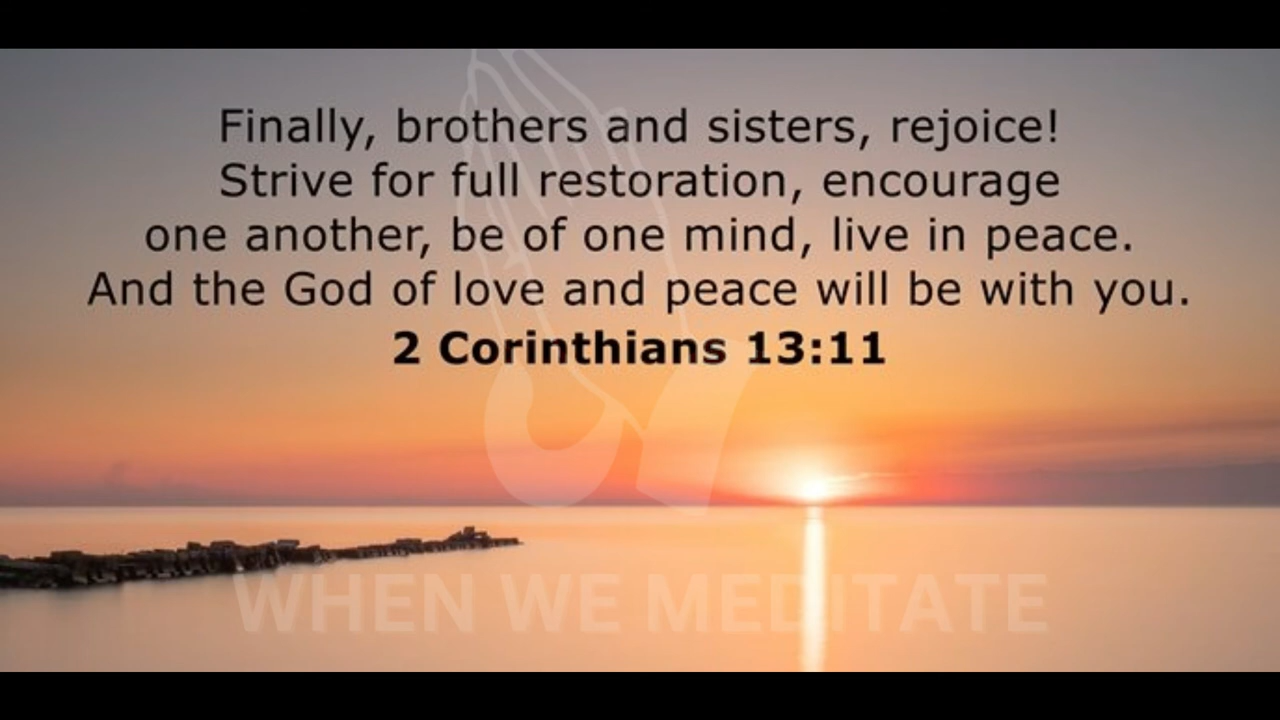 Finally, brothers and sisters, rejoice!
Strive for full restoration, encourage
one another, be of one mind, live in peace.
And the God of love and peace will be with you.
2 Corinthians 13:11
WHEN WE MEDITATE